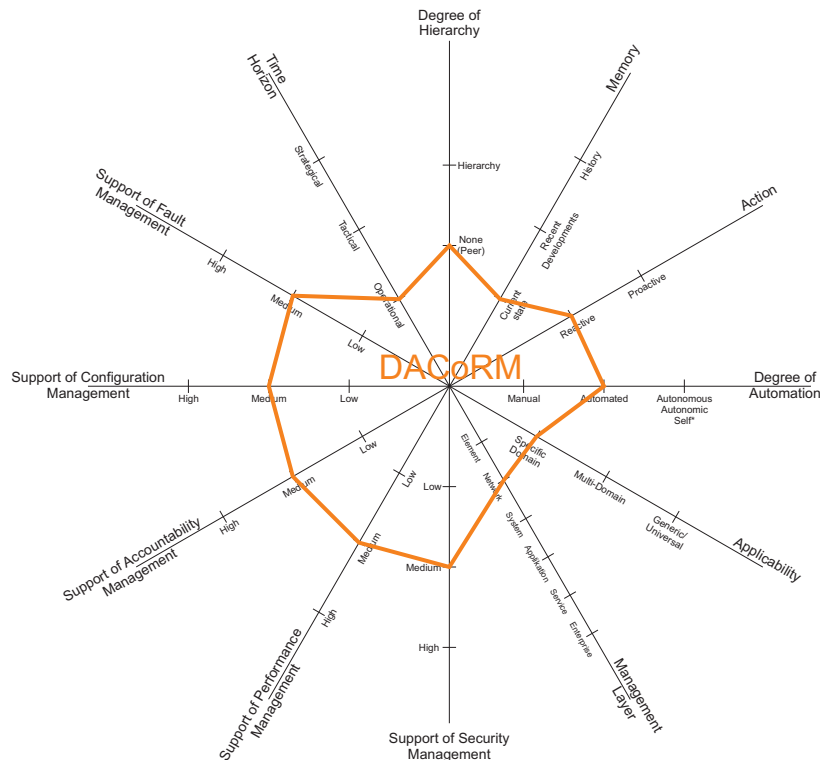 Degree of
Hierarchy
Time
Horizon
Memory
Strategical
Hierarchy
History
Support of Fault
Management
Action
Tactical
None
(Peer)
Recent
Developments
High
Proactive
Medium
Operational
Current
state
Reactive
Low
DACoRM
Support of Configuration
Management
High
Medium
Low
Manual
Automated
Autonomous
Autonomic
Self*
Degree of
Automation
Low
Low
Element
Specific
Domain
Medium
Low
Network
Multi-Domain
High
System
Generic/
Universal
Support of Accountability
Management
Medium
Medium
Applikation
Applicability
High
Service
High
Enterprise
Support of Performance
Management
Management
Layer
Support of Security
Management